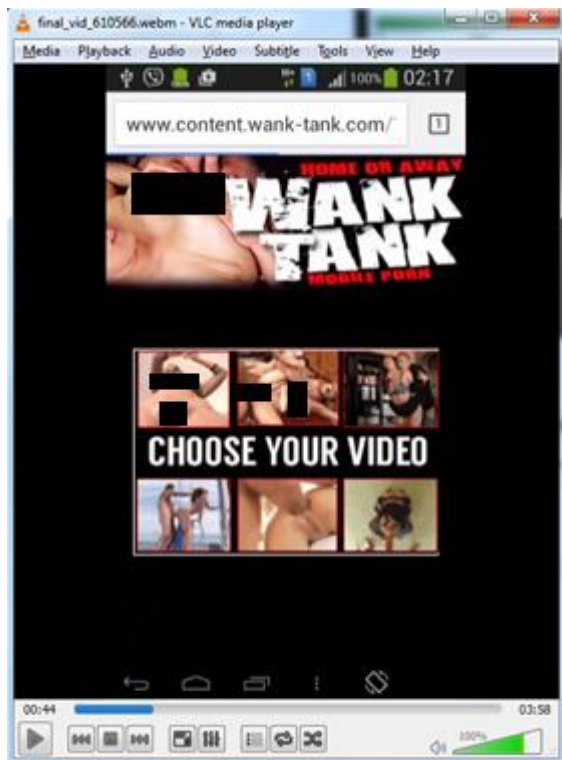 final_vid_610566.webm - VLC media player
Media Playback Audio Video Subtitle Tools View Help
100% 02:17
www.content.wank-tank.com/
1
HOME OR AWAY
WANK
TANK
MOBILE PORN
CHOOSE YOUR VIDEO
00:44
03:58
100%